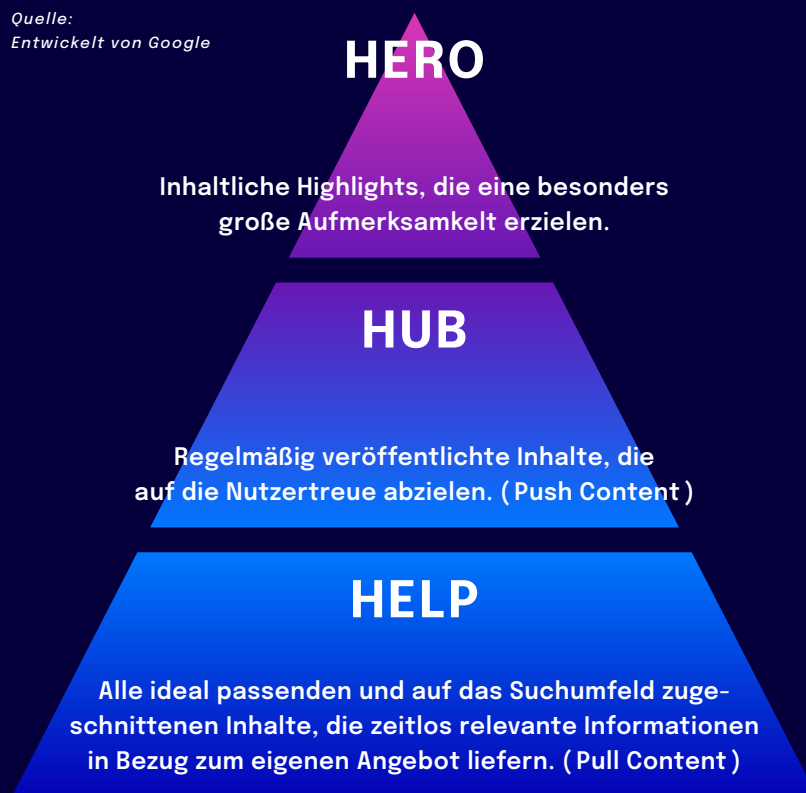 Quelle:
Entwickelt von Google
HERO
Inhaltliche Highlights, die eine besonders
große Aufmerksamkelt erzielen.
HUB
Regelmäßig veröffentlichte Inhalte, die
auf die Nutzertreue abzielen. (Push Content)
HELP
Alle ideal passenden und auf das Suchumfeld zuge-
schnittenen Inhalte, die zeitlos relevante Informationen
in Bezug zum eigenen Angebot liefern. (Pull Content)